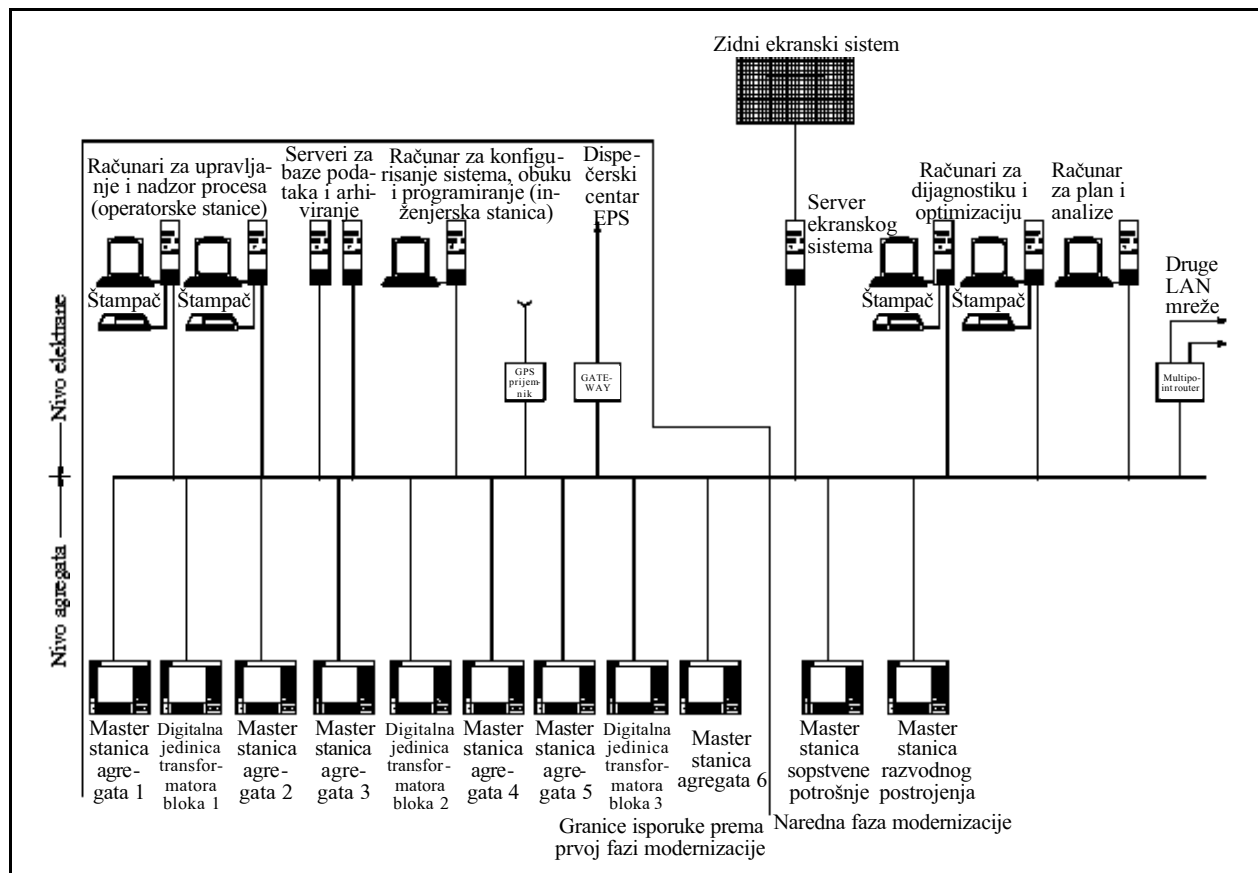 Zidni ekranski sistem
Računari za upravlja-
nje i nadzor procesa
(operatorske stanice)
Serveri za
baze poda-
taka i arhi-
viranje
Računar za konfigu-
risanje sistema, obuku
i programiranje (in-
ženjerska stanica)
Dispe-
čerski
centar
EPS
Server
ekranskog
sistema
Računari za
dijagnostiku i
optimizaciju
Računar
za plan i
analize
Druge
LAN
mreže
Štampač
Štampač
Štampač
Štampač
GPS
prijem-
nik
GATE-
WAY
Multipo-
int router
Nivo elektrane
Nivo agregata
Master
stanica
agre-
gata 1
Digitalna
jedinica
transfor-
matora
bloka 1
Master
stanica
agre-
gata 2
Master
stanica
agre-
gata 3
Digitalna
jedinica
transfor-
matora
bloka 2
Master
stanica
agre-
gata 4
Master
stanica
agre-
gata 5
Digitalna
jedinica
transfor-
matora
bloka 3
Master
stanica
agregata 6
Master
stanica
sopstvene
potrošnje
Master
stanica
razvodnog
postrojenja
Granice isporuke prema
prvoj fazi modernizacije
Naredna faza modernizacije